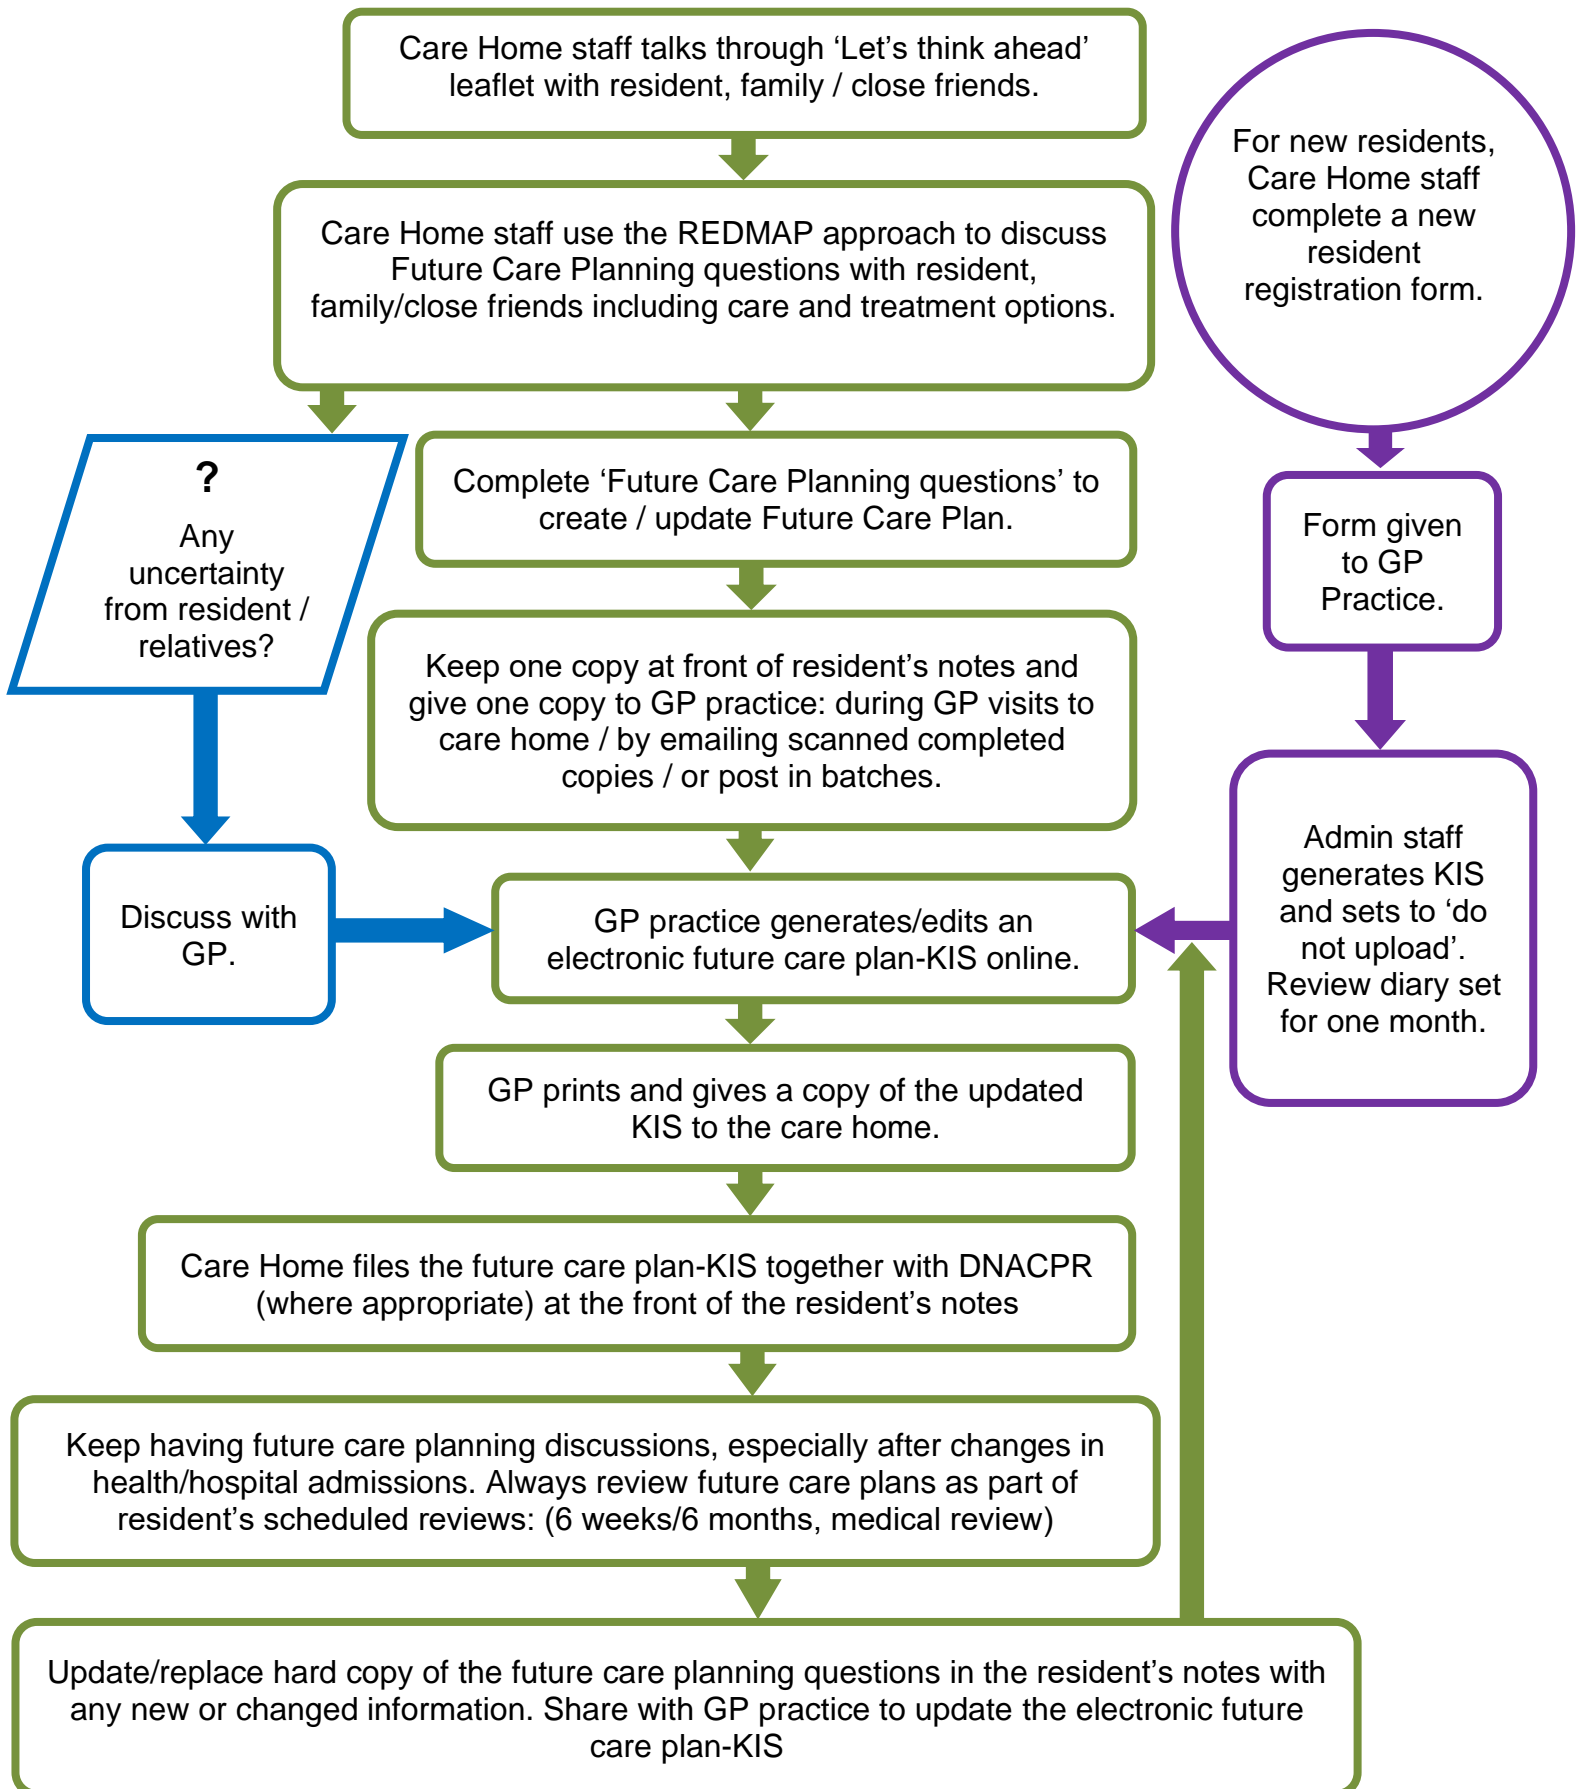 Care Home staff talks through ‘Let’s think ahead’
leaflet with resident, family / close friends.
For new residents,
Care Home staff
complete a new
resident
registration form.
Care Home staff use the REDMAP approach to discuss
Future Care Planning questions with resident,
family/close friends including care and treatment options.
?
Any
uncertainty
from resident /
relatives?
Complete ‘Future Care Planning questions’ to
create / update Future Care Plan.
Form given
to GP
Practice.
Keep one copy at front of resident’s notes and
give one copy to GP practice: during GP visits to
care home / by emailing scanned completed
copies / or post in batches.
Discuss with
GP.
GP practice generates/edits an
electronic future care plan-KIS online.
Admin staff
generates KIS
and sets to ‘do
not upload’.
Review diary set
for one month.
GP prints and gives a copy of the updated
KIS to the care home.
Care Home files the future care plan-KIS together with DNACPR
(where appropriate) at the front of the resident’s notes
Keep having future care planning discussions, especially after changes in
health/hospital admissions. Always review future care plans as part of
resident’s scheduled reviews: (6 weeks/6 months, medical review)
Update/replace hard copy of the future care planning questions in the resident’s notes with
any new or changed information. Share with GP practice to update the electronic future
care plan-KIS